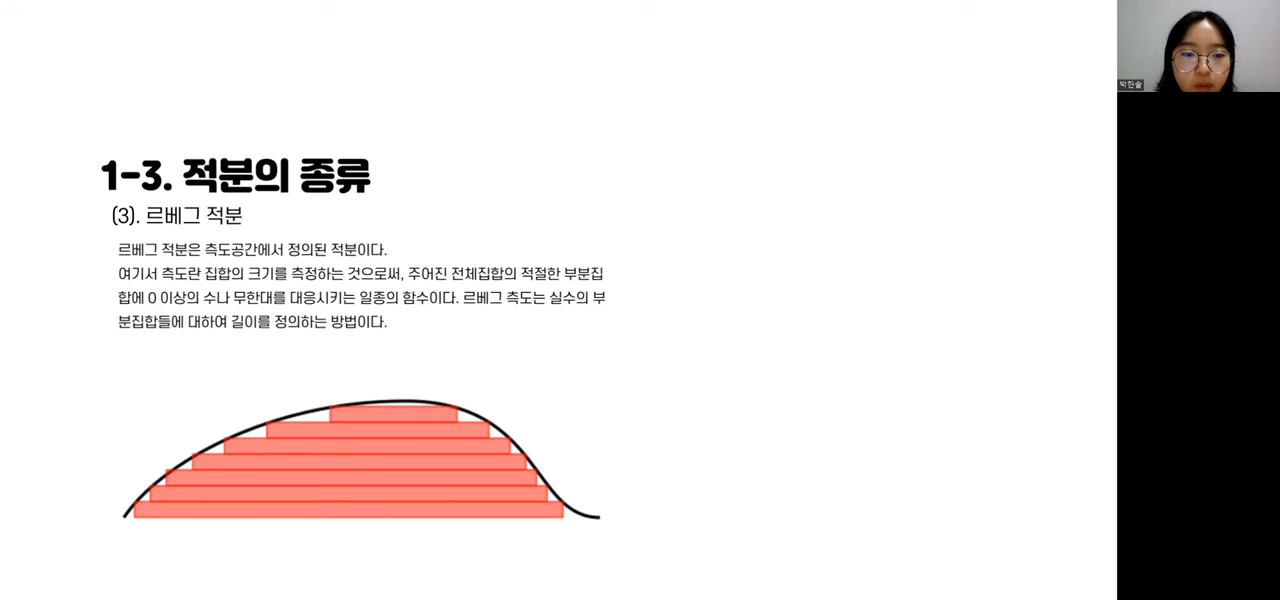 1-3. 적분의 종류
(3). 르베그 적분
르베그 적분은 측도공간에서 정의된 적분이다.
여기서 측도란 집합의 크기를 측정하는 것으로써, 주어진 전체집합의 적절한 부분집
합에 0 이상의 수나 무한대를 대응시키는 일종의 함수이다. 르베그 측도는 실수의 부
분집합들에 대하여 길이를 정의하는 방법이다.
박한슬